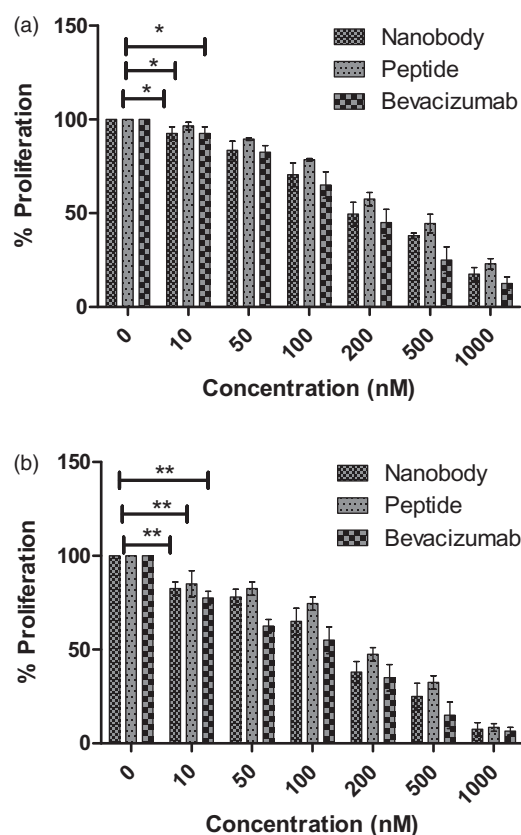 (a)
150
100
50
0
% Proliferation
*
*
*
Nanobody
Peptide
Bevacizumab
0 10 50 100 200 500 1000
Concentration (nM)
(b)
150
100
50
0
% Proliferation
**
**
**
Nanobody
Peptide
Bevacizumab
0 10 50 100 200 500 1000
Concentration (nM)